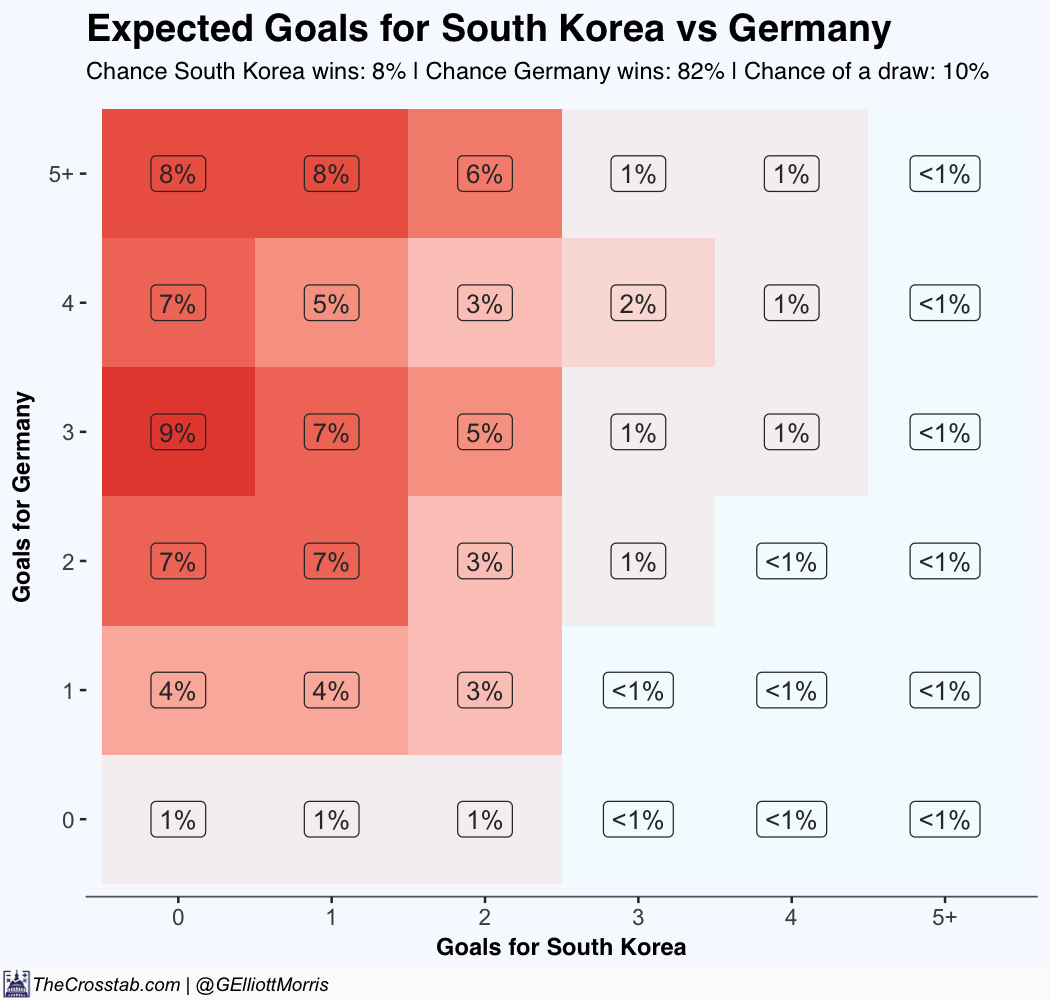 Expected Goals for South Korea vs Germany
Chance South Korea wins: 8% | Chance Germany wins: 82% | Chance of a draw: 10%
Goals for Germany
5+ 8% 8% 6% 1% 1% <1%
4 7% 5% 3% 2% 1% <1%
3 9% 7% 5% 1% 1% <1%
2 7% 7% 3% 1% <1% <1%
1 4% 4% 3% <1% <1% <1%
0 1% 1% 1% <1% <1% <1%
0 1 2 3 4 5+
Goals for South Korea
TheCrosstab.com | @GElliottMorris